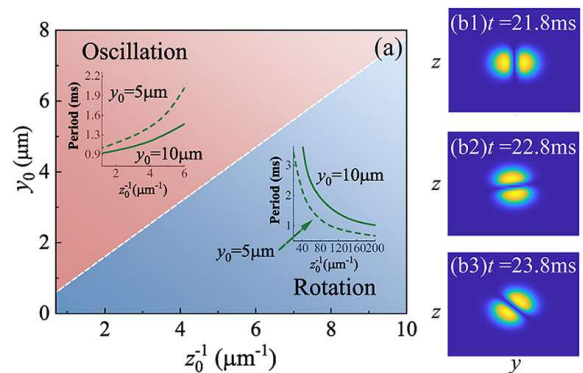 (a)
Oscillation
8
6
4
2
0
y₀ (μm)
2.2
1.9
1.6
1.3
0.9
Period (ms)
y₀=5μm
y₀=10μm
2 4 6
z₀⁻¹(μm⁻¹)
3
2
1
Period (ms)
y₀=10μm
y₀=5μm
40 80 120 160 200
z₀⁻¹(μm⁻¹)
Rotation
2 4 6 8 10
z₀⁻¹ (μm⁻¹)
(b1)t=21.8ms
z
(b2)t=22.8ms
z
(b3)t=23.8ms
z
y